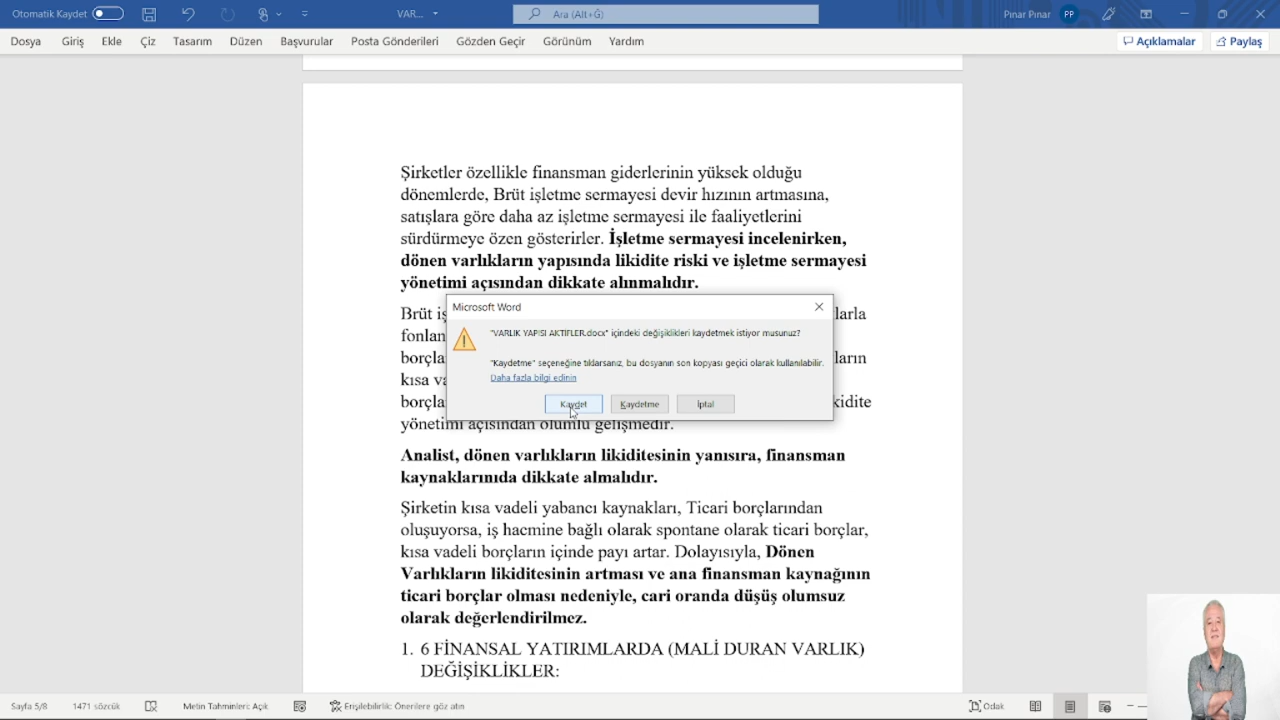 Otomatik Kaydet
VAR...
Ara (Alt+Ğ)
Pınar Pınar
PP
Dosya Giriş Ekle Çiz Tasarım Düzen Başvurular Posta Gönderileri Gözden Geçir Görünüm Yardım
Açıklamalar
Paylaş
Şirketler özellikle finansman giderlerinin yüksek olduğu
dönemlerde, Brüt işletme sermayesi devir hızının artmasına,
satışlara göre daha az işletme sermayesi ile faaliyetlerini
sürdürmeye özen gösterirler. İşletme sermayesi incelenirken,
dönen varlıkların yapısında likidite riski ve işletme sermayesi
yönetimi açısından dikkate alınmalıdır.
Brüt
fonlan
borçla
kısa
borçla
yönetimi açısından olumlu gelişmedir.
Microsoft Word
"VARLIK YAPISI AKTİFLER.docx" içindeki değişiklikleri kaydetmek istiyor musunuz?
"Kaydetme" seçeneğine tıklarsanız, bu dosyanın son kopyası geçici olarak kullanılabilir.
Daha fazla bilgi edinin
Kaydet Kaydetme İptal
Analist, dönen varlıkların likiditesinin yanısıra, finansman
kaynaklarınıda dikkate almalıdır.
Şirketin kısa vadeli yabancı kaynakları, Ticari borçlarından
oluşuyorsa, iş hacmine bağlı olarak spontane olarak ticari borçlar,
kısa vadeli borçların içinde payı artar. Dolayısıyla, Dönen
Varlıkların likiditesinin artması ve ana finansman kaynağının
ticari borçlar olması nedeniyle, cari oranda düşüş olumsuz
olarak değerlendirilmez.
1. 6 FİNANSAL YATIRIMLARDA (MALİ DURAN VARLIK)
DEĞİŞİKLİKLER:
Sayfa 5/8 1471 sözcük Metin Tahminleri: Açık Erişilebilirlik: Önerilere göz atın Odak